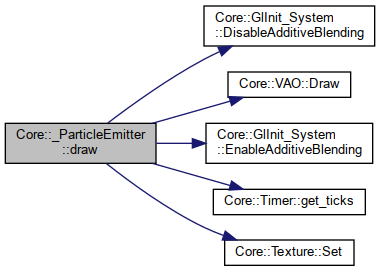 Core::GlInit_System
::DisableAdditiveBlending
Core::VAO::Draw
Core::_ParticleEmitter
::draw
Core::GlInit_System
::EnableAdditiveBlending
Core::Timer::get_ticks
Core::Texture::Set